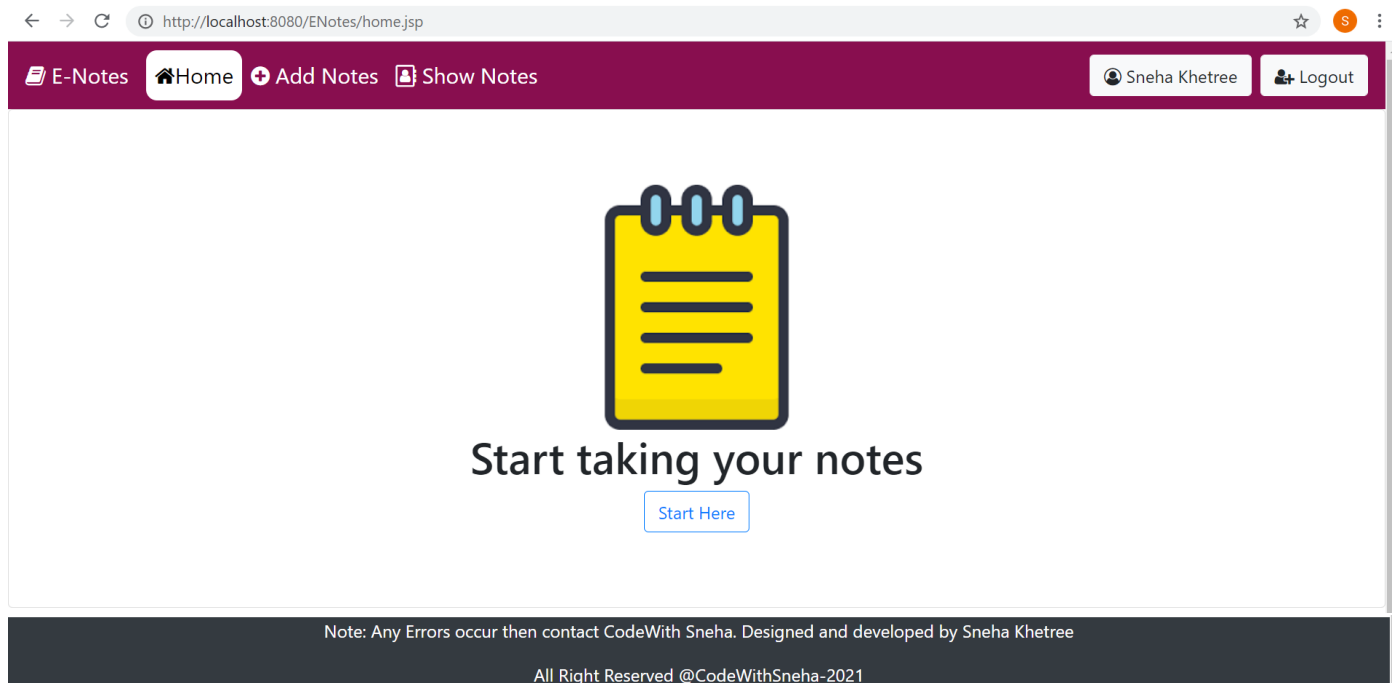 http://localhost:8080/ENotes/home.jsp
S
E-Notes Home Add Notes Show Notes Sneha Khetree Logout
Start taking your notes
Start Here
Note: Any Errors occur then contact CodeWith Sneha. Designed and developed by Sneha Khetree
All Right Reserved @CodeWithSneha-2021